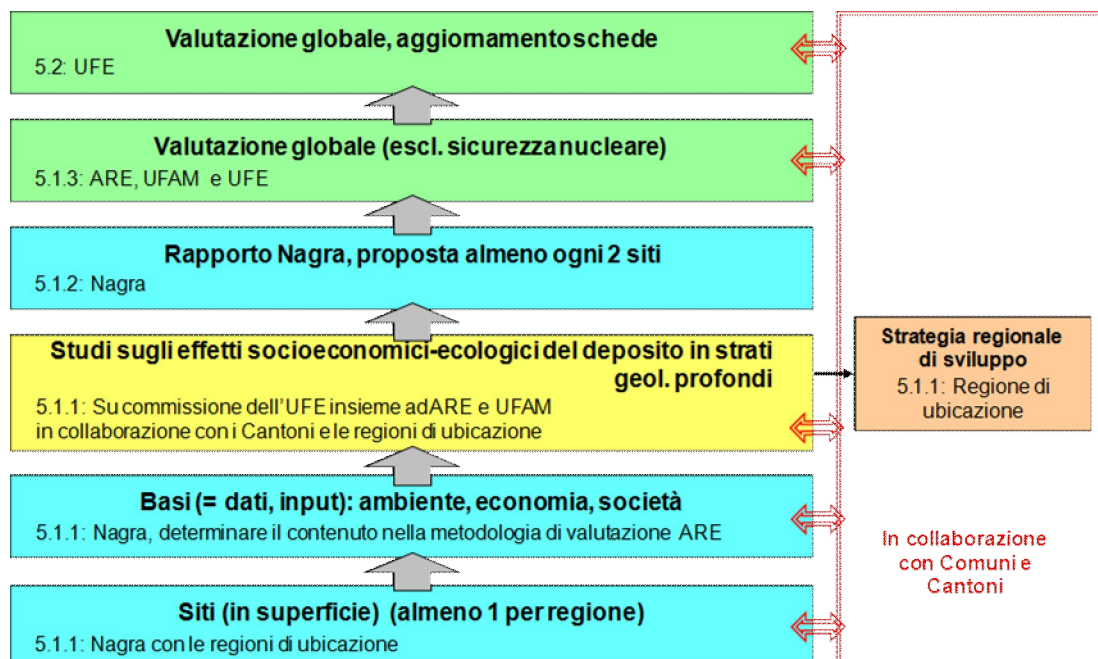 Valutazione globale, aggiornamento schede
5.2: UFE
Valutazione globale (escl. sicurezza nucleare)
5.1.3: ARE, UFAM e UFE
Rapporto Nagra, proposta almeno ogni 2 siti
5.1.2: Nagra
Studi sugli effetti socioeconomici-ecologici del deposito in strati
geol. profondi
5.1.1: Su commissione dell'UFE insieme ad ARE e UFAM
in collaborazione con i Cantoni e le regioni di ubicazione
Strategia regionale
di sviluppo
5.1.1: Regione di
ubicazione
Basi (= dati, input): ambiente, economia, società
5.1.1: Nagra, determinare il contenuto nella metodologia di valutazione ARE
In collaborazione
con Comuni e
Cantoni
Siti (in superficie) (almeno 1 per regione)
5.1.1: Nagra con le regioni di ubicazione